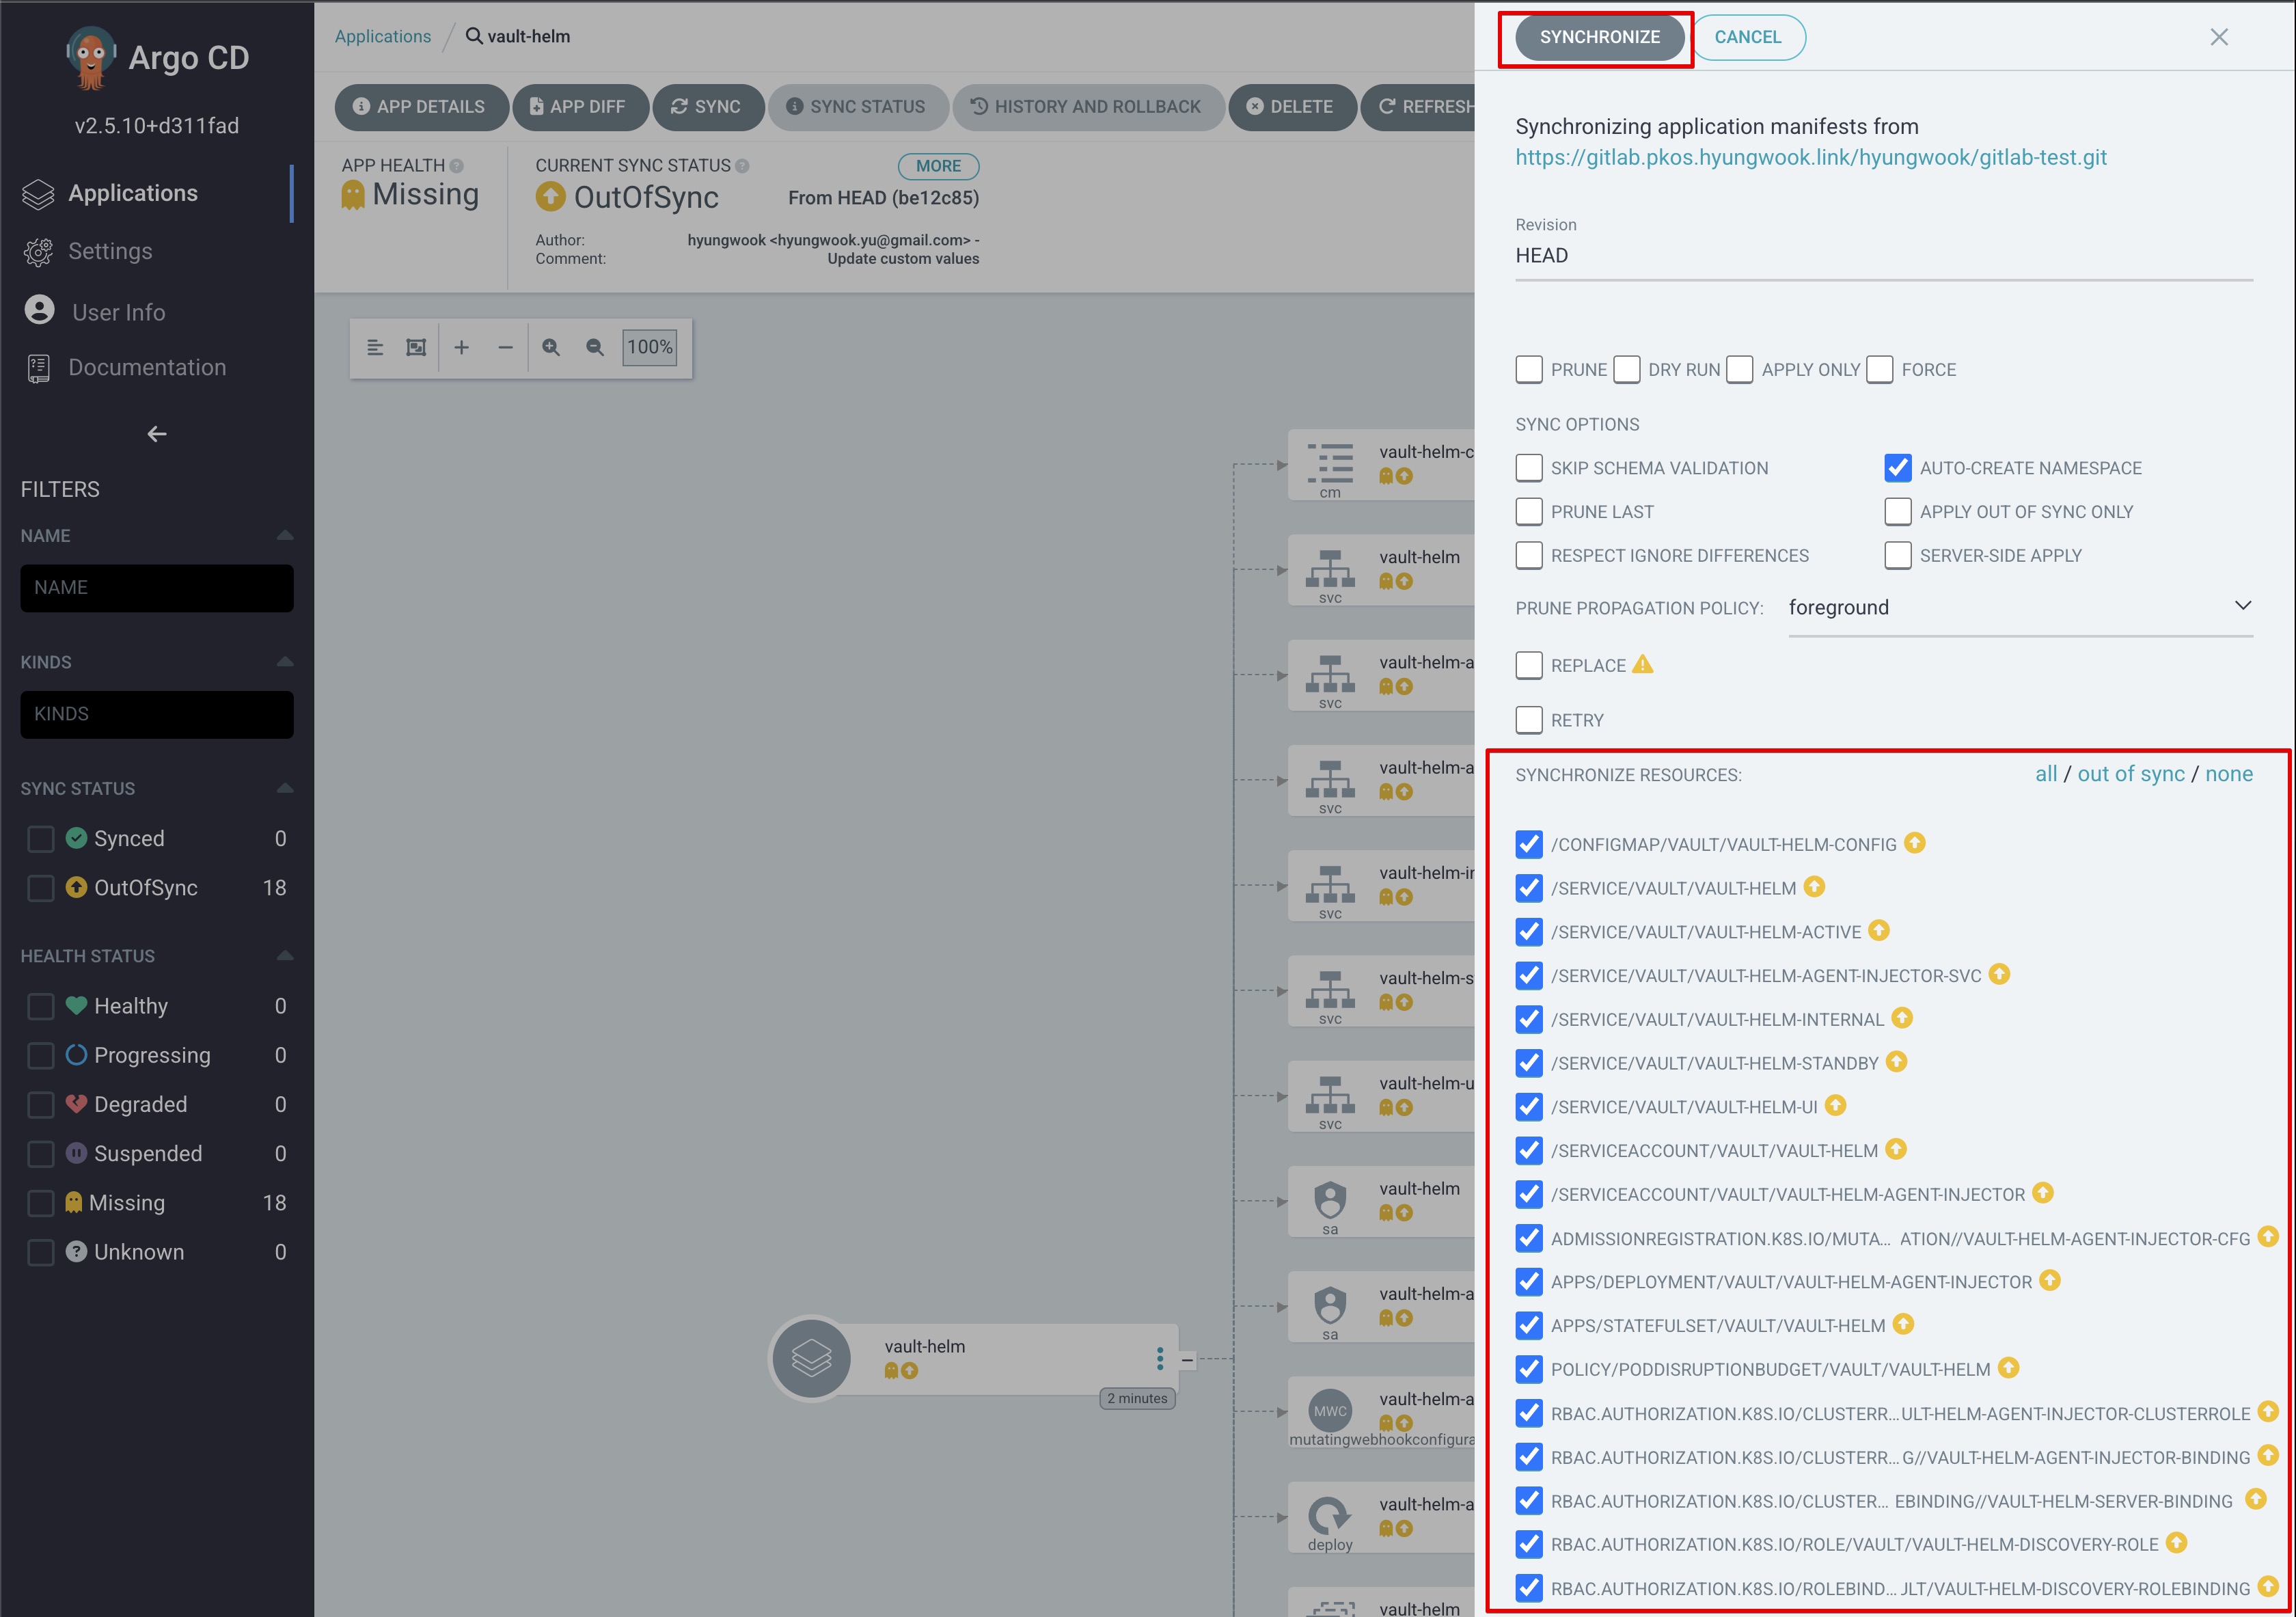 Argo CD
v2.5.10+d311fad
Applications
Settings
User Info
Documentation
FILTERS
NAME
NAME
KINDS
KINDS
SYNC STATUS
Synced 0
OutOfSync 18
HEALTH STATUS
Healthy 0
Progressing 0
Degraded 0
Suspended 0
Missing 18
Unknown 0
Applications / vault-helm
APP DETAILS APP DIFF SYNC SYNC STATUS HISTORY AND ROLLBACK DELETE REFRESH
APP HEALTH
Missing
CURRENT SYNC STATUS MORE
OutOfSync From HEAD (be12c85)
Author: hyungwook <hyungwook.yu@gmail.com> -
Comment: Update custom values
100%
vault-helm-c
cm
vault-helm
svc
vault-helm-a
svc
vault-helm-a
svc
vault-helm-in
svc
vault-helm-s
svc
vault-helm-u
svc
vault-helm
sa
vault-helm-a
sa
vault-helm
2 minutes
vault-helm-a
MWC
mutatingwebhookconfigura
vault-helm-a
deploy
vault-helm
SYNCHRONIZE CANCEL
Synchronizing application manifests from
https://gitlab.pkos.hyungwook.link/hyungwook/gitlab-test.git
Revision
HEAD
PRUNE DRY RUN APPLY ONLY FORCE
SYNC OPTIONS
SKIP SCHEMA VALIDATION AUTO-CREATE NAMESPACE
PRUNE LAST APPLY OUT OF SYNC ONLY
RESPECT IGNORE DIFFERENCES SERVER-SIDE APPLY
PRUNE PROPAGATION POLICY: foreground
REPLACE
RETRY
SYNCHRONIZE RESOURCES: all / out of sync / none
/CONFIGMAP/VAULT/VAULT-HELM-CONFIG
/SERVICE/VAULT/VAULT-HELM
/SERVICE/VAULT/VAULT-HELM-ACTIVE
/SERVICE/VAULT/VAULT-HELM-AGENT-INJECTOR-SVC
/SERVICE/VAULT/VAULT-HELM-INTERNAL
/SERVICE/VAULT/VAULT-HELM-STANDBY
/SERVICE/VAULT/VAULT-HELM-UI
/SERVICEACCOUNT/VAULT/VAULT-HELM
/SERVICEACCOUNT/VAULT/VAULT-HELM-AGENT-INJECTOR
ADMISSIONREGISTRATION.K8S.IO/MUTA... ATION//VAULT-HELM-AGENT-INJECTOR-CFG
APPS/DEPLOYMENT/VAULT/VAULT-HELM-AGENT-INJECTOR
APPS/STATEFULSET/VAULT/VAULT-HELM
POLICY/PODDISRUPTIONBUDGET/VAULT/VAULT-HELM
RBAC.AUTHORIZATION.K8S.IO/CLUSTERR...ULT-HELM-AGENT-INJECTOR-CLUSTERROLE
RBAC.AUTHORIZATION.K8S.IO/CLUSTERR...G//VAULT-HELM-AGENT-INJECTOR-BINDING
RBAC.AUTHORIZATION.K8S.IO/CLUSTER... EBINDING//VAULT-HELM-SERVER-BINDING
RBAC.AUTHORIZATION.K8S.IO/ROLE/VAULT/VAULT-HELM-DISCOVERY-ROLE
RBAC.AUTHORIZATION.K8S.IO/ROLEBIND... JLT/VAULT-HELM-DISCOVERY-ROLEBINDING